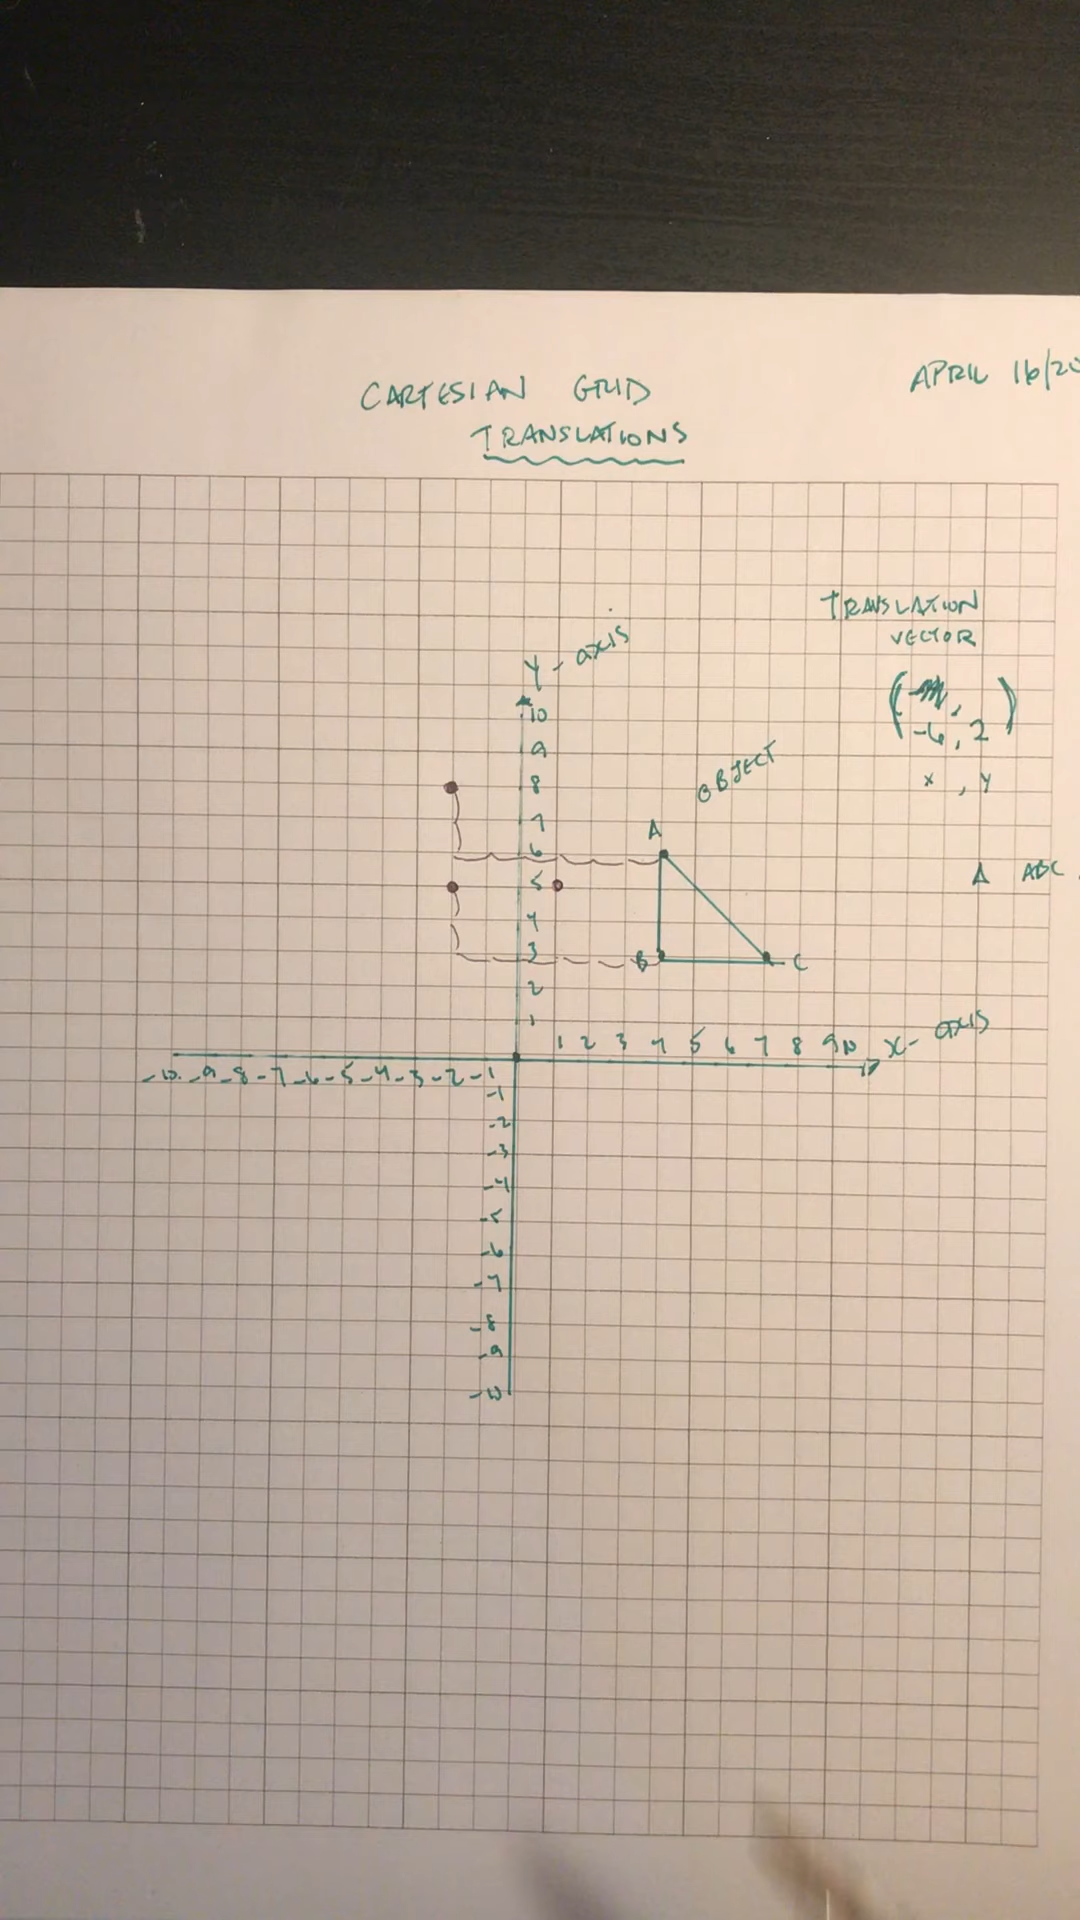 CARTESIAN GRID
TRANSLATIONS
APRIL 16/20
TRANSLATION
VECTOR
-6, 2
x , y
Y - axis
10
9
8
7
6
5
4
3
2
1
OBJECT
A
B
C
A ABC
1 2 3 4 5 6 7 8 9 10 X - axis
-10 -9 -8 -7 -6 -5 -4 -3 -2 -1
-1
-2
-3
-4
-5
-6
-7
-8
-9
-10